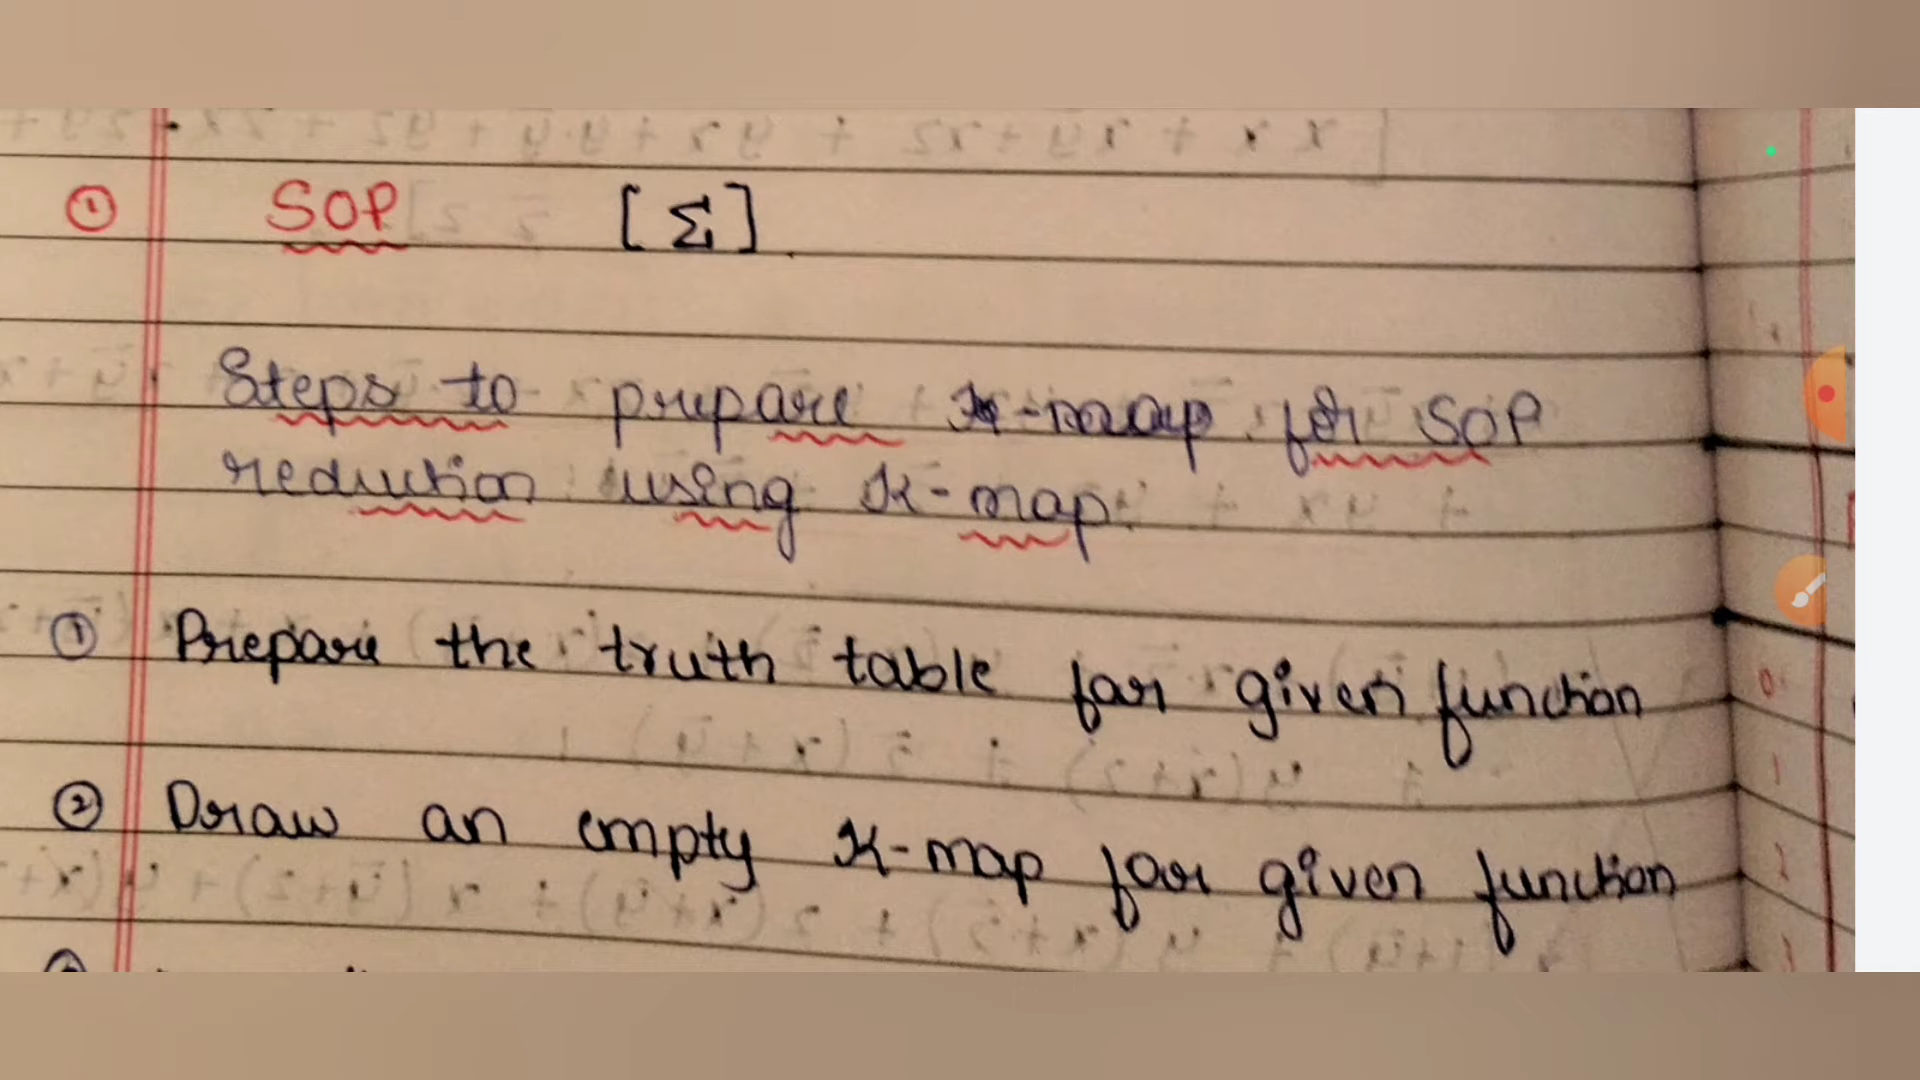 ① SOP [Σ].
Steps to prepare K-map for SOP
reduction using K-map.
① Prepare the truth table for given function
② Draw an empty K-map for given function